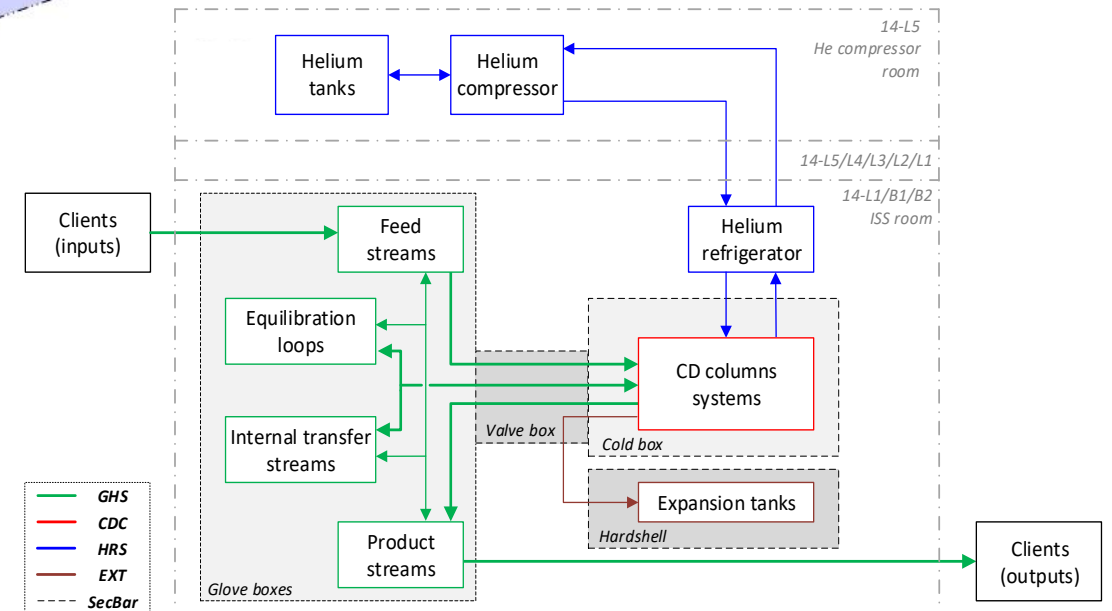 14-L5
He compressor
room
Helium
tanks
Helium
compressor
14-L5/L4/L3/L2/L1
14-L1/B1/B2
ISS room
Clients
(inputs)
Feed
streams
Helium
refrigerator
Equilibration
loops
CD columns
systems
Internal transfer
streams
Valve box
Cold box
Expansion tanks
Hardshell
Product
streams
Glove boxes
Clients
(outputs)
GHS
CDC
HRS
EXT
SecBar